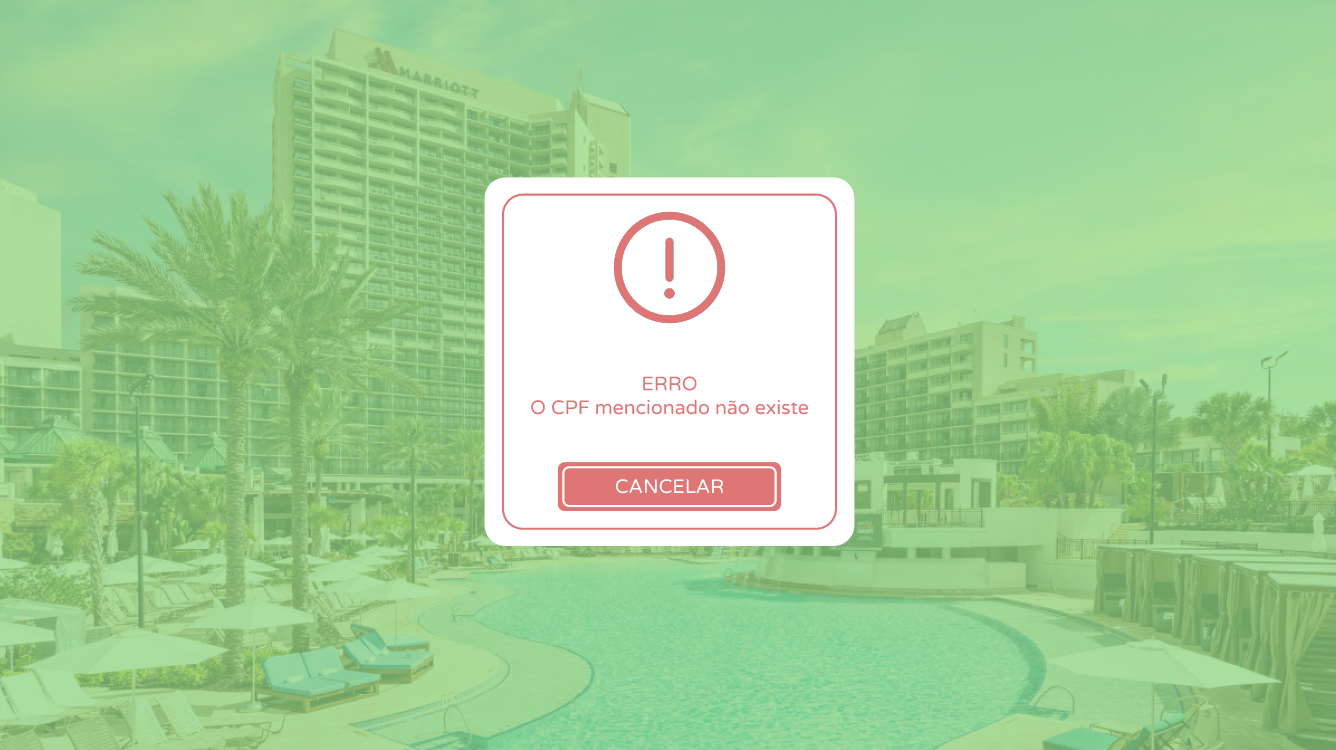 MARRIOTT
ERRO
O CPF mencionado não existe
CANCELAR